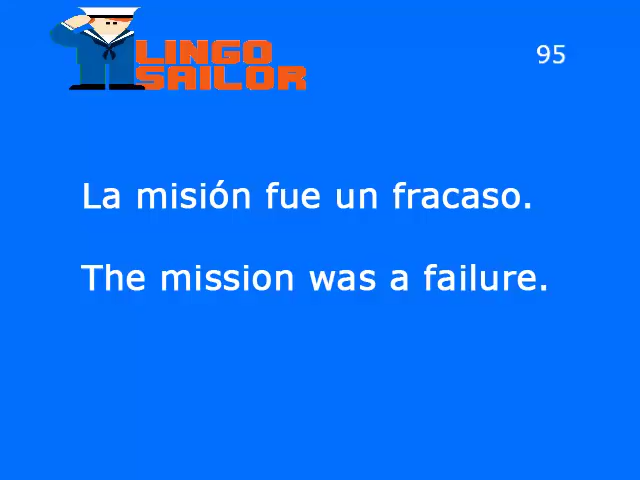 LINGO
SAILOR
95
La misión fue un fracaso.
The mission was a failure.